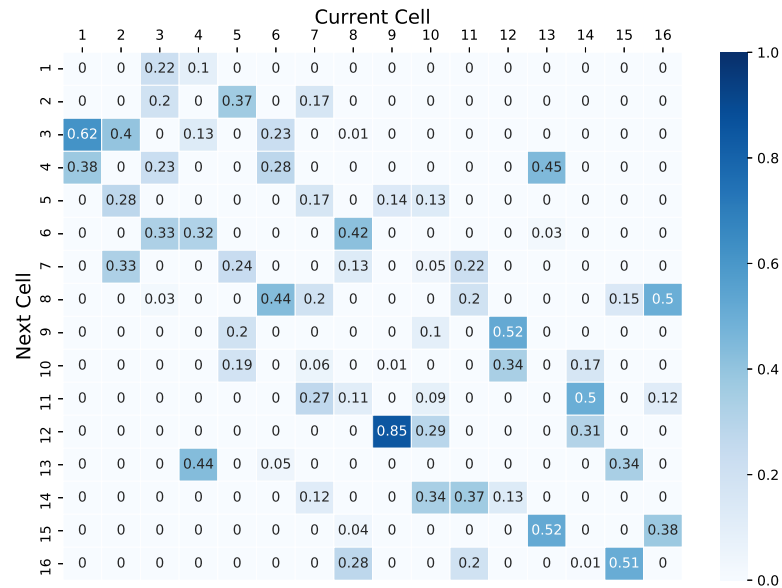 Current Cell
1 2 3 4 5 6 7 8 9 10 11 12 13 14 15 16
Next Cell
1 0 0 0.22 0.1 0 0 0 0 0 0 0 0 0 0 0 0
2 0 0 0.2 0 0.37 0 0.17 0 0 0 0 0 0 0 0 0
3 0.62 0.4 0 0.13 0 0.23 0 0.01 0 0 0 0 0 0 0 0
4 0.38 0 0.23 0 0 0.28 0 0 0 0 0 0 0.45 0 0 0
5 0 0.28 0 0 0 0 0.17 0 0.14 0.13 0 0 0 0 0 0
6 0 0 0.33 0.32 0 0 0 0.42 0 0 0 0 0.03 0 0 0
7 0 0.33 0 0 0.24 0 0 0.13 0 0.05 0.22 0 0 0 0 0
8 0 0 0.03 0 0 0.44 0.2 0 0 0 0.2 0 0 0 0.15 0.5
9 0 0 0 0 0.2 0 0 0 0 0.1 0 0.52 0 0 0 0
10 0 0 0 0 0.19 0 0.06 0 0.01 0 0 0.34 0 0.17 0 0
11 0 0 0 0 0 0 0.27 0.11 0 0.09 0 0 0 0.5 0 0.12
12 0 0 0 0 0 0 0 0 0.85 0.29 0 0 0 0.31 0 0
13 0 0 0 0.44 0 0.05 0 0 0 0 0 0 0 0 0.34 0
14 0 0 0 0 0 0 0.12 0 0 0.34 0.37 0.13 0 0 0 0
15 0 0 0 0 0 0 0 0.04 0 0 0 0 0.52 0 0 0.38
16 0 0 0 0 0 0 0 0.28 0 0 0.2 0 0 0.01 0.51 0
1.0
0.8
0.6
0.4
0.2
0.0